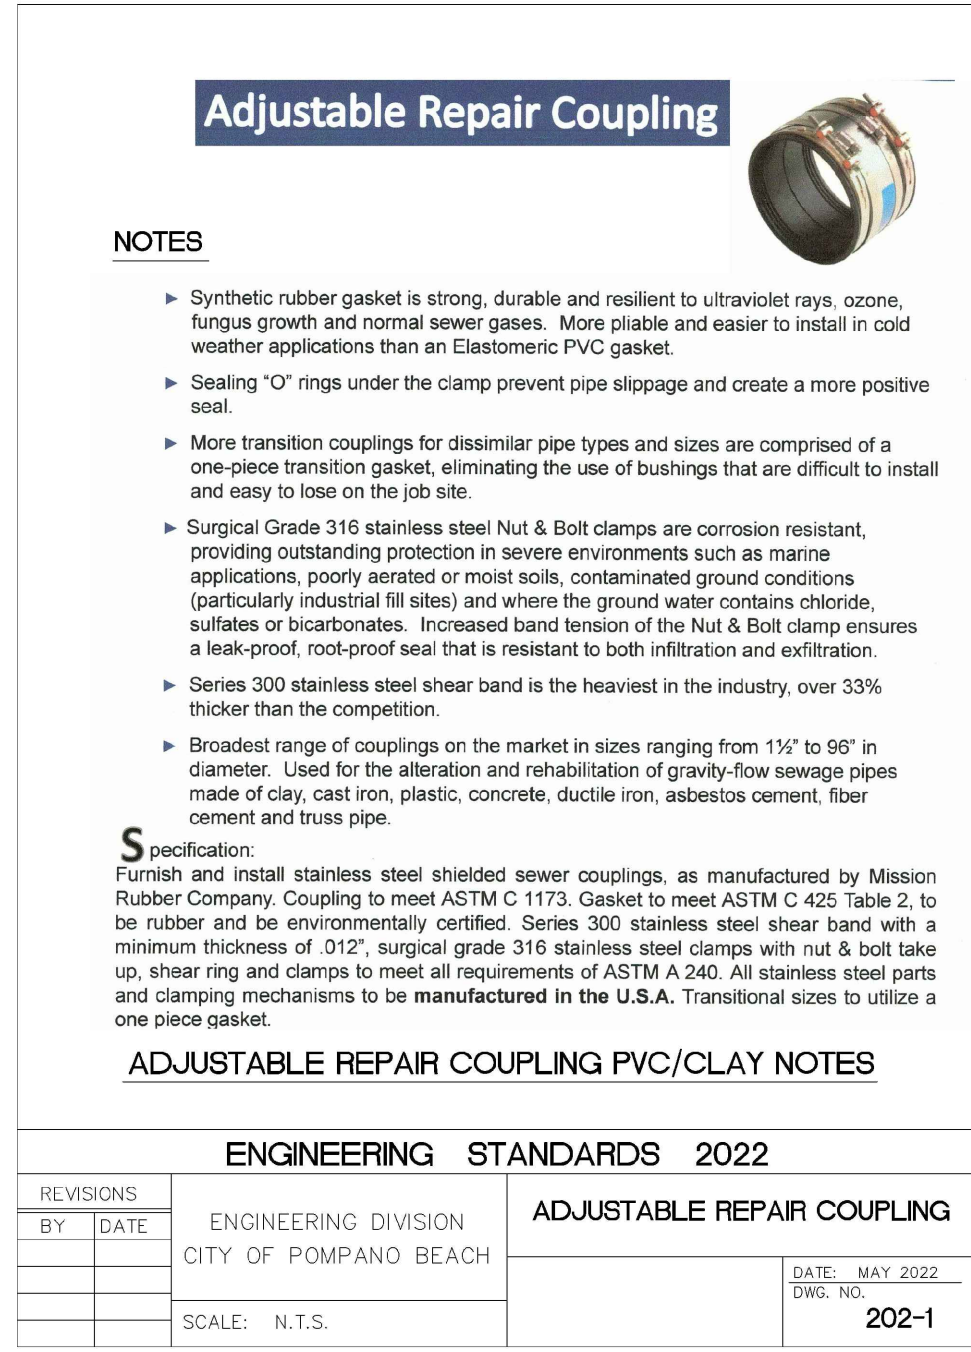 Adjustable Repair Coupling
NOTES
► Synthetic rubber gasket is strong, durable and resilient to ultraviolet rays, ozone,
fungus growth and normal sewer gases. More pliable and easier to install in cold
weather applications than an Elastomeric PVC gasket.
► Sealing “O” rings under the clamp prevent pipe slippage and create a more positive
seal.
► More transition couplings for dissimilar pipe types and sizes are comprised of a
one-piece transition gasket, eliminating the use of bushings that are difficult to install
and easy to lose on the job site.
► Surgical Grade 316 stainless steel Nut & Bolt clamps are corrosion resistant,
providing outstanding protection in severe environments such as marine
applications, poorly aerated or moist soils, contaminated ground conditions
(particularly industrial fill sites) and where the ground water contains chloride,
sulfates or bicarbonates. Increased band tension of the Nut & Bolt clamp ensures
a leak-proof, root-proof seal that is resistant to both infiltration and exfiltration.
► Series 300 stainless steel shear band is the heaviest in the industry, over 33%
thicker than the competition.
► Broadest range of couplings on the market in sizes ranging from 1½” to 96” in
diameter. Used for the alteration and rehabilitation of gravity-flow sewage pipes
made of clay, cast iron, plastic, concrete, ductile iron, asbestos cement, fiber
cement and truss pipe.
Specification:
Furnish and install stainless steel shielded sewer couplings, as manufactured by Mission
Rubber Company. Coupling to meet ASTM C 1173. Gasket to meet ASTM C 425 Table 2, to
be rubber and be environmentally certified. Series 300 stainless steel shear band with a
minimum thickness of .012”, surgical grade 316 stainless steel clamps with nut & bolt take
up, shear ring and clamps to meet all requirements of ASTM A 240. All stainless steel parts
and clamping mechanisms to be manufactured in the U.S.A. Transitional sizes to utilize a
one piece gasket.
ADJUSTABLE REPAIR COUPLING PVC/CLAY NOTES
ENGINEERING STANDARDS 2022
REVISIONS
BY DATE
ENGINEERING DIVISION
CITY OF POMPANO BEACH
SCALE: N.T.S.
ADJUSTABLE REPAIR COUPLING
DATE: MAY 2022
DWG. NO.
202-1